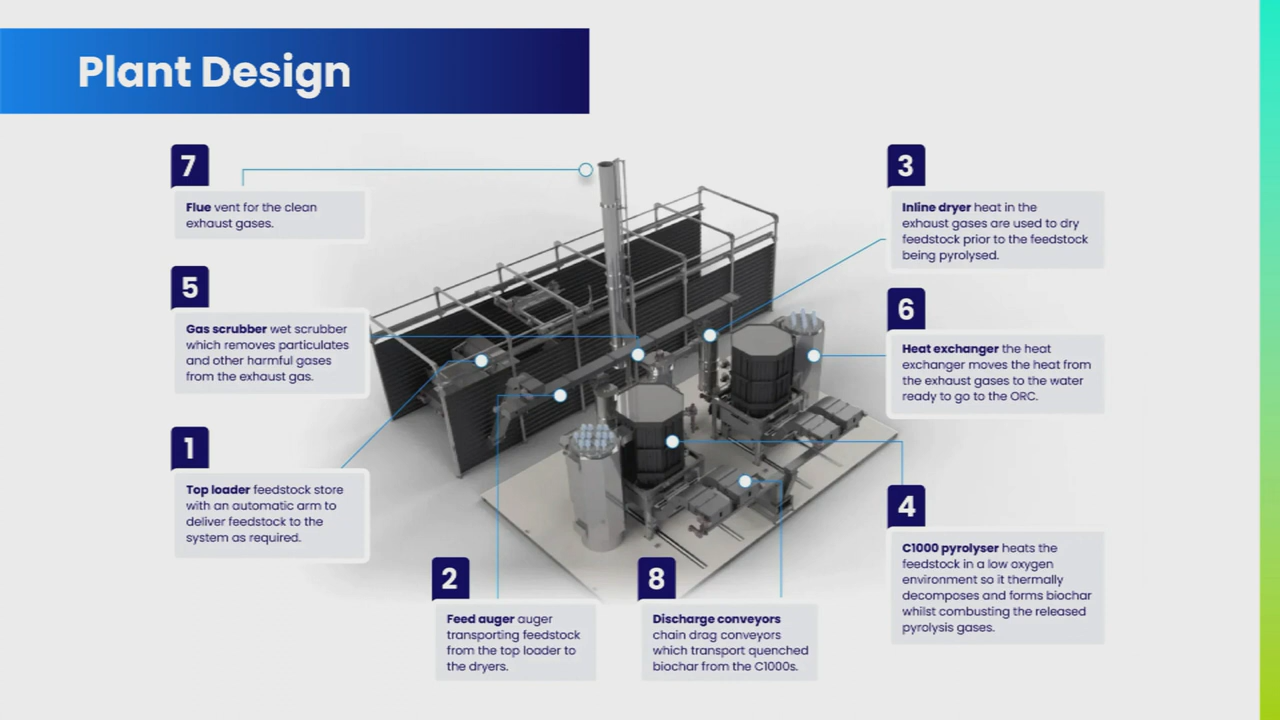 Plant Design
7
Flue vent for the clean
exhaust gases.
5
Gas scrubber wet scrubber
which removes particulates
and other harmful gases
from the exhaust gas.
1
Top loader feedstock store
with an automatic arm to
deliver feedstock to the
system as required.
2
Feed auger auger
transporting feedstock
from the top loader to
the dryers.
8
Discharge conveyors
chain drag conveyors
which transport quenched
biochar from the C1000s.
3
Inline dryer heat in the
exhaust gases are used to dry
feedstock prior to the feedstock
being pyrolysed.
6
Heat exchanger the heat
exchanger moves the heat from
the exhaust gases to the water
ready to go to the ORC.
4
C1000 pyrolyser heats the
feedstock in a low oxygen
environment so it thermally
decomposes and forms biochar
whilst combusting the released
pyrolysis gases.